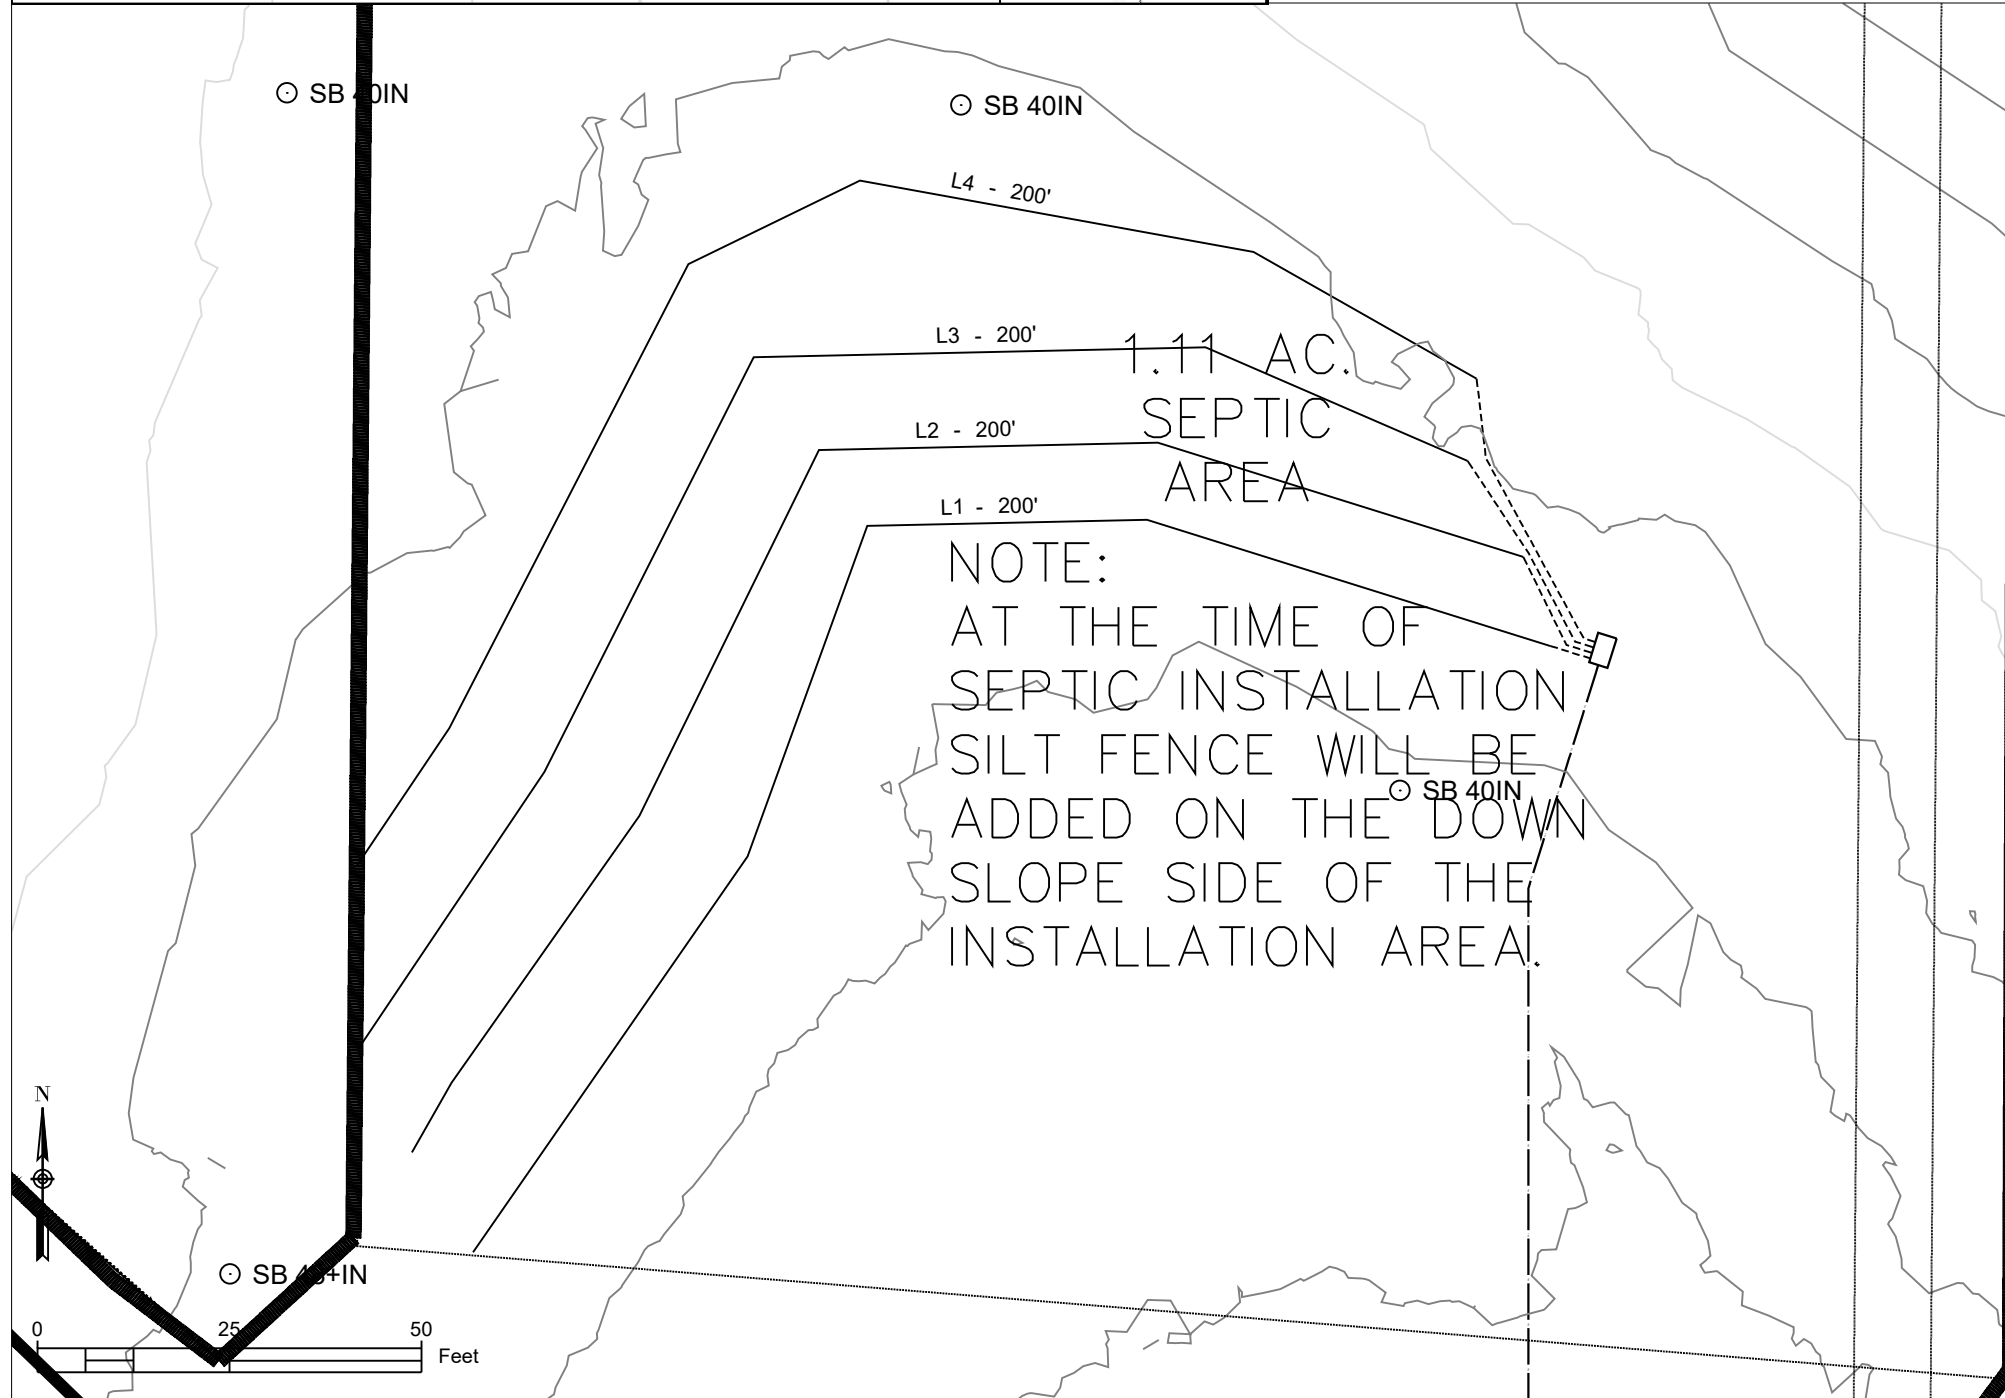 SB 40IN
SB 40IN
L4 - 200'
L3 - 200'
1.11 AC.
SEPTIC
AREA
L2 - 200'
L1 - 200'
NOTE:
AT THE TIME OF
SEPTIC INSTALLATION
SILT FENCE WILL BE
SB 40IN
ADDED ON THE DOWN
SLOPE SIDE OF THE
INSTALLATION AREA.
N
SB
0 25 50
Feet